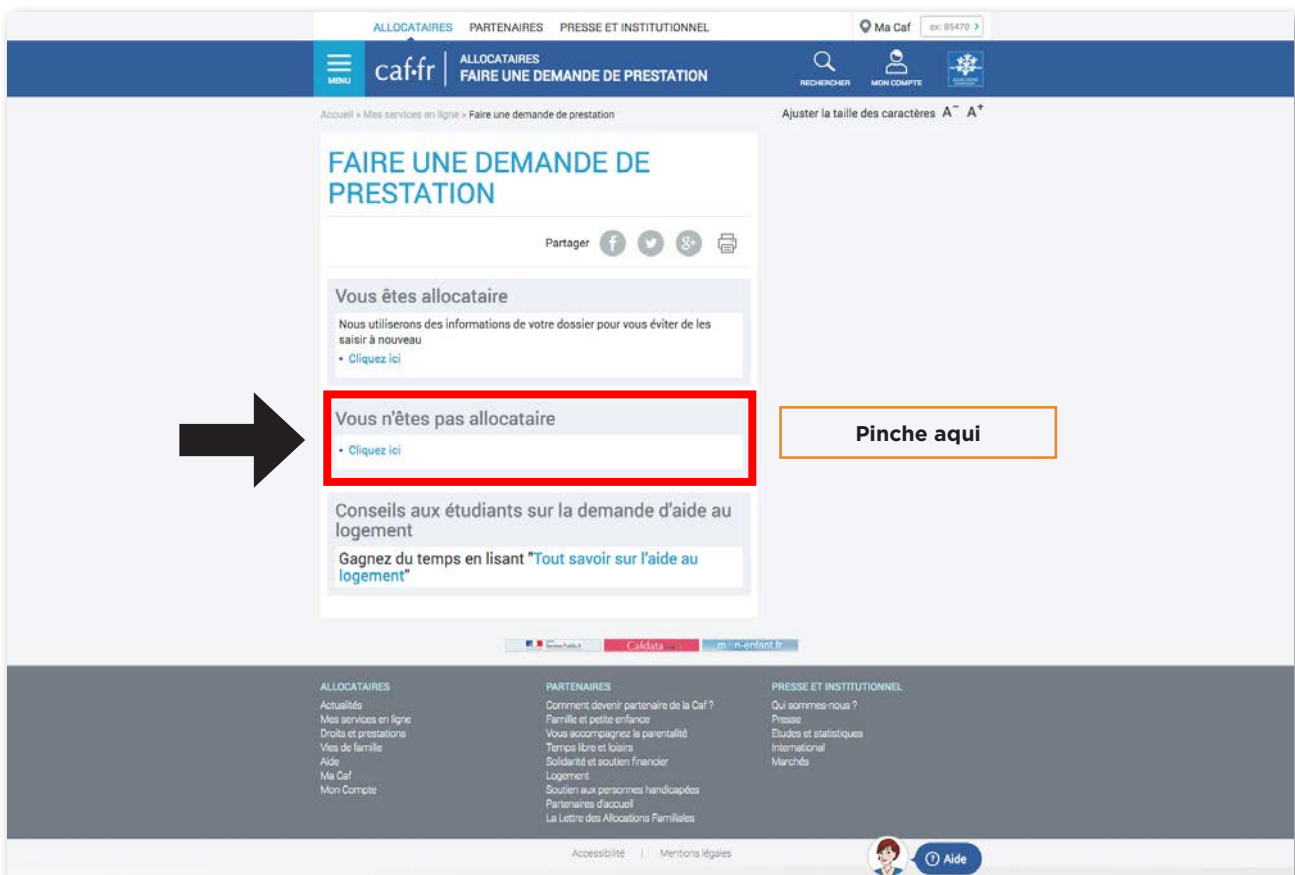 ALLOCATAIRES PARTENAIRES PRESSE ET INSTITUTIONNEL
Ma Caf ex: 85470 >
MENU
caf.fr
ALLOCATAIRES
FAIRE UNE DEMANDE DE PRESTATION
RECHERCHER
MON COMPTE
Accueil » Mes services en ligne » Faire une demande de prestation
Ajuster la taille des caractères A⁻ A⁺
FAIRE UNE DEMANDE DE
PRESTATION
Partager
Vous êtes allocataire
Nous utiliserons des informations de votre dossier pour vous éviter de les
saisir à nouveau
• Cliquez ici
Vous n'êtes pas allocataire
• Cliquez ici
Pinche aqui
Conseils aux étudiants sur la demande d'aide au
logement
Gagnez du temps en lisant "Tout savoir sur l'aide au
logement"
Cafdata
enfant.fr
ALLOCATAIRES
Actualités
Mes services en ligne
Droits et prestations
Vies de famille
Aide
Ma Caf
Mon Compte
PARTENAIRES
Comment devenir partenaire de la Caf ?
Famille et petite enfance
Vous accompagnez la parentalité
Temps libre et loisirs
Solidarité et soutien financier
Logement
Soutien aux personnes handicapées
Partenaires d'accueil
La Lettre des Allocations Familiales
PRESSE ET INSTITUTIONNEL
Qui sommes-nous ?
Presse
Etudes et statistiques
International
Marchés
Accessibilité | Mentions légales
Aide